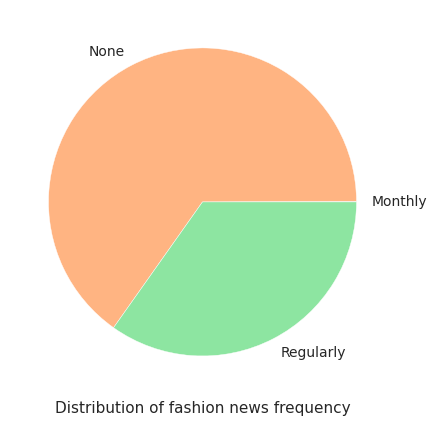 None
Monthly
Regularly
Distribution of fashion news frequency